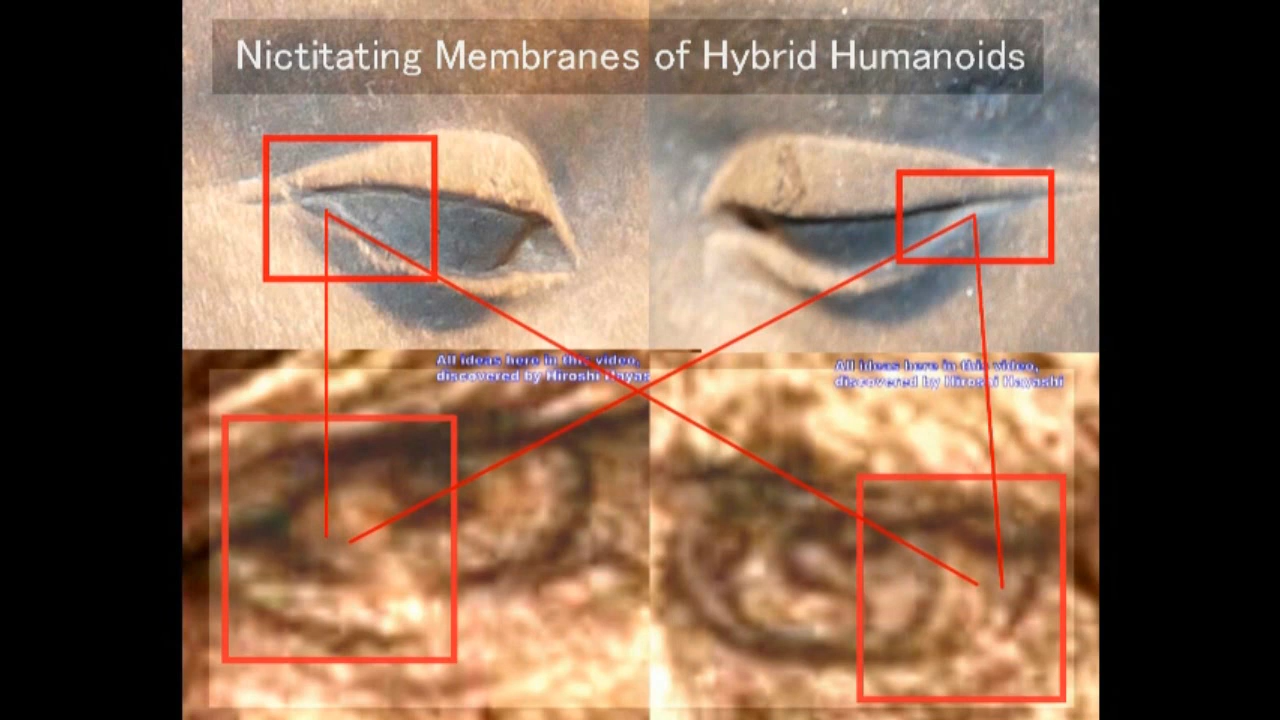 Nictitating Membranes of Hybrid Humanoids
All ideas here in this video,
discovered by Hiroshi Hayas
All ideas here in this video,
discovered by Hiroshi Hayashi